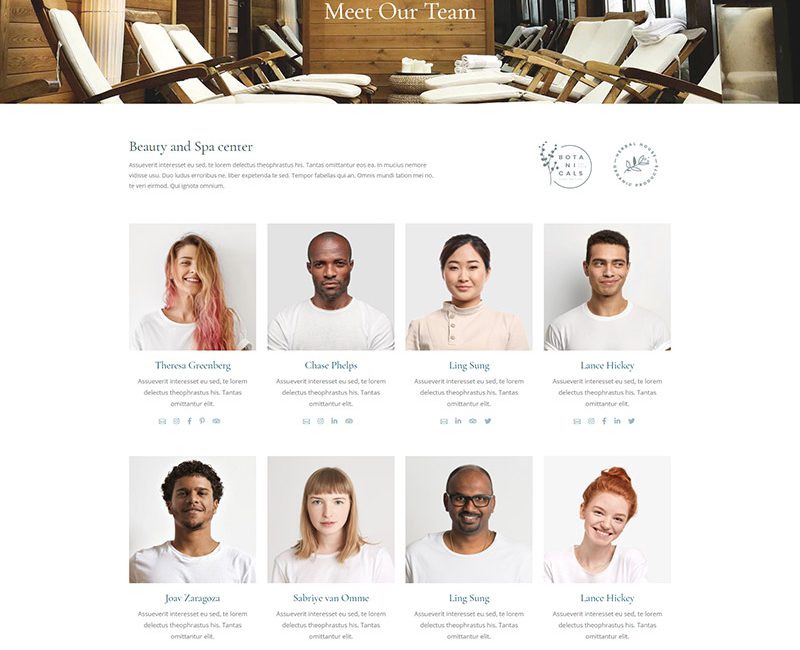 Meet Our Team
Beauty and Spa center
Assueverit interesset eu sed, te lorem delectus theophrastus his. Tantas omittantur eos ea. In mucius nemore
vidisse usu. Duo ludus erroribus ne, liber expetenda te sed. Tempor fabellas qui an. Omnis mundi tation mei no,
te veri eirmod. Qui ignota omnium.
BOTA
NI
CALS
HERBAL HOUSE
ORGANIC PRODUCTS
Theresa Greenberg
Assueverit interesset eu sed, te lorem
delectus theophrastus his. Tantas
omittantur elit.
Chase Phelps
Assueverit interesset eu sed, te lorem
delectus theophrastus his. Tantas
omittantur elit.
Ling Sung
Assueverit interesset eu sed, te lorem
delectus theophrastus his. Tantas
omittantur elit.
Lance Hickey
Assueverit interesset eu sed, te lorem
delectus theophrastus his. Tantas
omittantur elit.
Joav Zaragoza
Assueverit interesset eu sed, te lorem
delectus theophrastus his. Tantas
omittantur elit.
Sabriye van Omme
Assueverit interesset eu sed, te lorem
delectus theophrastus his. Tantas
omittantur elit.
Ling Sung
Assueverit interesset eu sed, te lorem
delectus theophrastus his. Tantas
omittantur elit.
Lance Hickey
Assueverit interesset eu sed, te lorem
delectus theophrastus his. Tantas
omittantur elit.